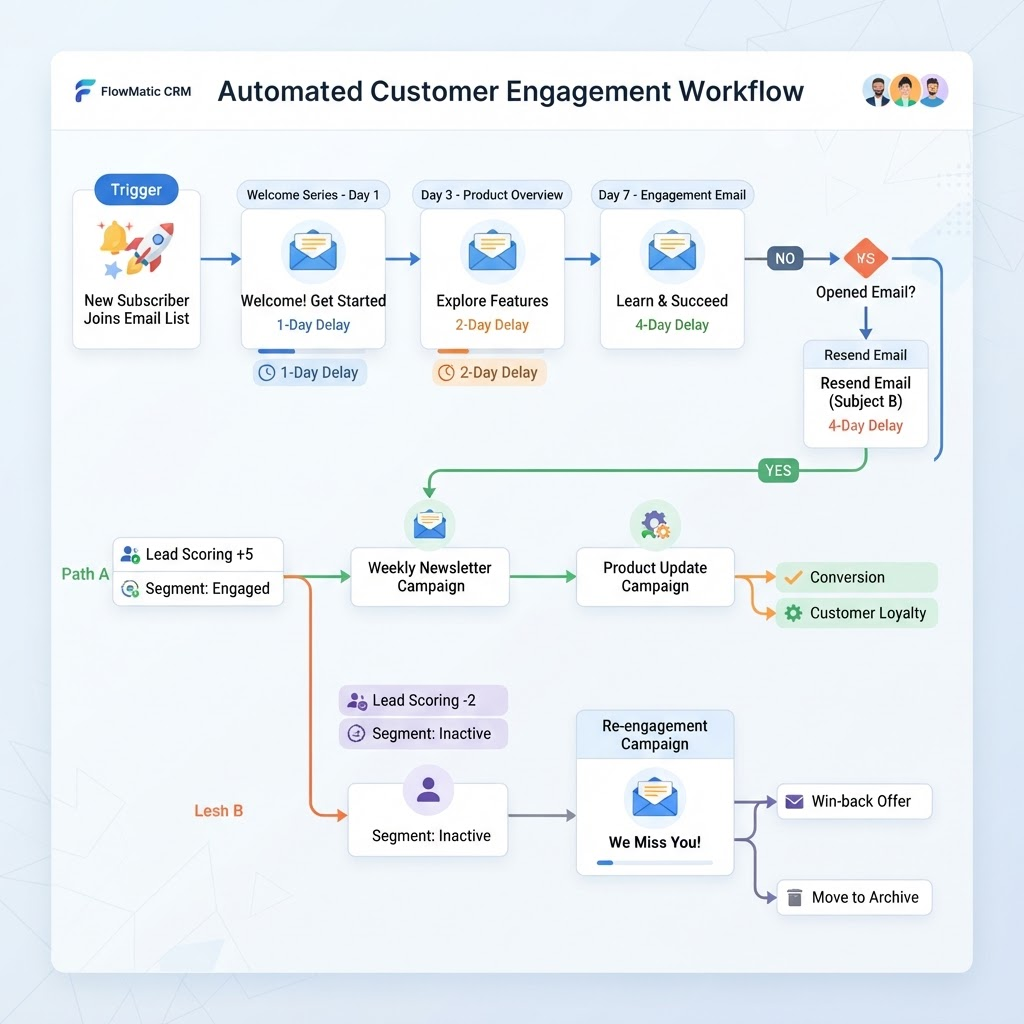 FlowMatic CRM
Automated Customer Engagement Workflow
Trigger
New Subscriber
Joins Email List
Welcome Series - Day 1
Welcome! Get Started
1-Day Delay
1-Day Delay
Day 3 - Product Overview
Explore Features
2-Day Delay
2-Day Delay
Day 7 - Engagement Email
Learn & Succeed
4-Day Delay
NO
Opened Email?
Resend Email
Resend Email
(Subject B)
4-Day Delay
YES
Path A
Lead Scoring +5
Segment: Engaged
Weekly Newsletter
Campaign
Product Update
Campaign
Conversion
Customer Loyalty
Lead Scoring -2
Segment: Inactive
Lesh B
Segment: Inactive
Re-engagement
Campaign
We Miss You!
Win-back Offer
Move to Archive